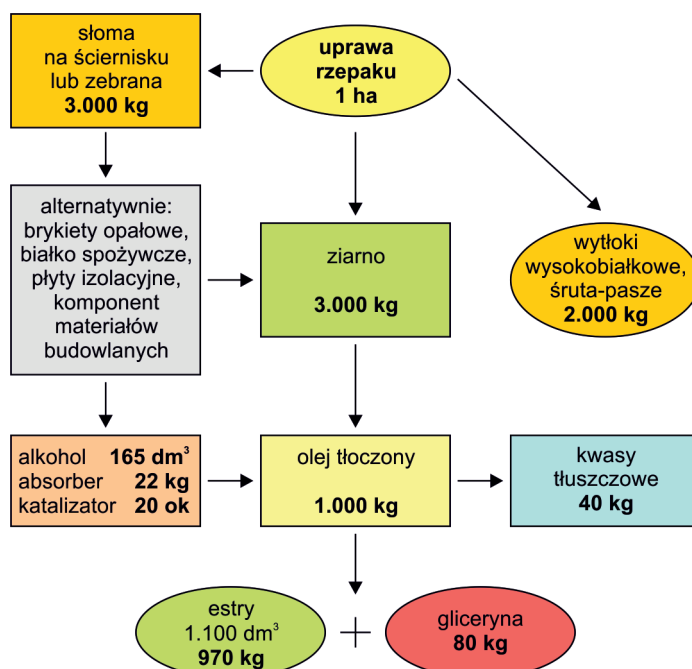 słoma
na ściernisku
lub zebrana
3.000 kg
uprawa
rzepaku
1 ha
alternatywnie:
brykiety opałowe,
białko spożywcze,
płyty izolacyjne,
komponent
materiałów
budowlanych
ziarno
3.000 kg
wytłoki
wysokobiałkowe,
śruta-pasze
2.000 kg
alkohol 165 dm³
absorber 22 kg
katalizator 20 ok
olej tłoczony
1.000 kg
kwasy
tłuszczowe
40 kg
estry
1.100 dm³
970 kg
+
gliceryna
80 kg